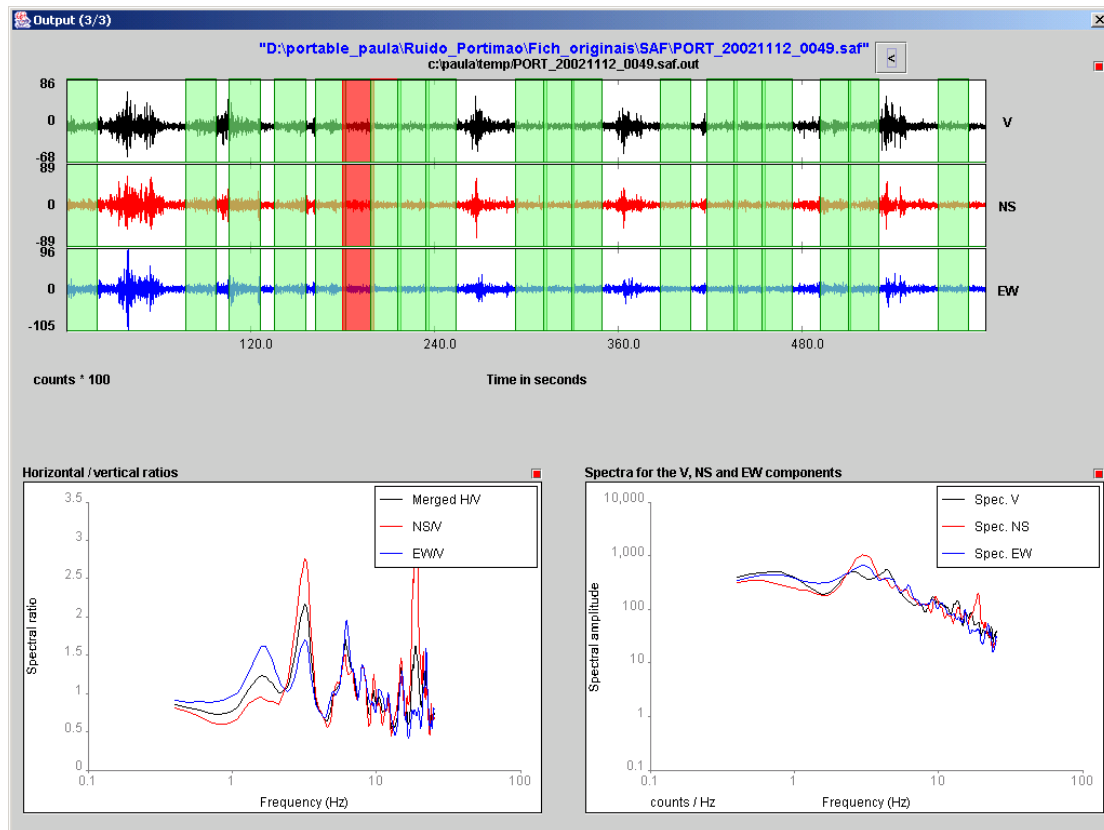 Output (3/3)
"D:\portable_paula\Ruido_Portimao\Fich_originais\SAF\PORT_20021112_0049.saf"
c:\paula\temp/PORT_20021112_0049.saf.out
<
86
0
-68
V
89
0
-89
NS
96
0
-105
EW
120.0 240.0 360.0 480.0
counts * 100
Time in seconds
Horizontal / vertical ratios
3.5
3
2.5
2
1.5
1
0.5
0
Spectral ratio
Merged H/V
NS/V
EW/V
0.1 1 10 100
Frequency (Hz)
Spectra for the V, NS and EW components
10,000
1,000
100
10
1
0.1
Spectral amplitude
Spec. V
Spec. NS
Spec. EW
0.1 1 10 100
counts / Hz
Frequency (Hz)